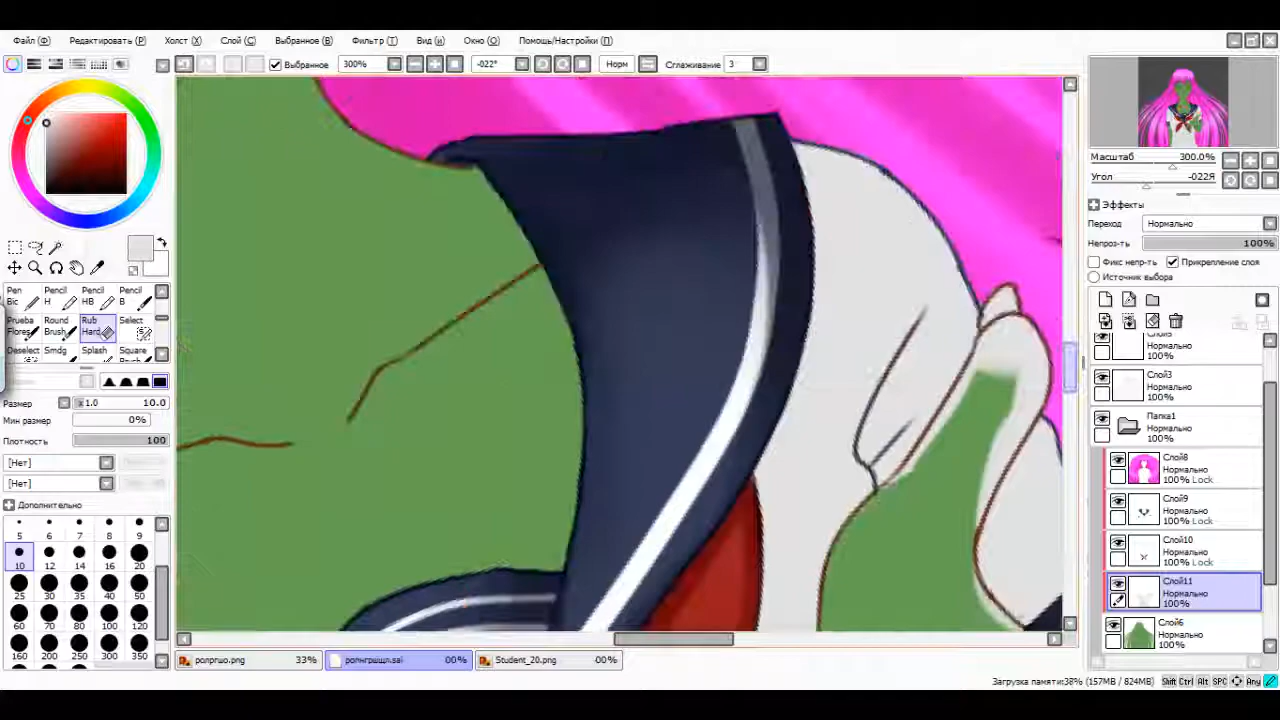 Файл (Ф) Редактировать (Р) Холст (Х) Слой (С) Выбранное (В) Фильтр (Т) Вид (и) Окно (О) Помощь/Настройки (П)
Выбранное 300% -022° Норм Сглаживание 3
Масштаб 300.0%
Угол -022Я
Эффекты
Переход Нормально
Непроз-ть 100%
Фикс непр-ть Прикрепление слоя
Источник выбора
Pen Bic
Pencil H
Pencil HB
Pencil B
Prueba Flores
Round Brush
Rub Hard
Select
Deselect
Smdg
Splash
Square
Размер x 1.0 10.0
Мин размер 0%
Плотность 100
[Нет]
[Нет]
Дополнительно
5 6 7 8 9
10 12 14 16 20
25 30 35 40 50
60 70 80 100 120
160 200 250 300 350
Нормально
100%
Слой3
Нормально
100%
Папка1
Нормально
100%
Слой8
Нормально
100% Lock
Слой9
Нормально
100% Lock
Слой10
Нормально
100% Lock
Слой11
Нормально
100%
Слой6
Нормально
100%
33% 00% Student_20.png 00%
Загрузка памяти:38% (157MB / 824MB) Shift Ctrl Alt SPC Any